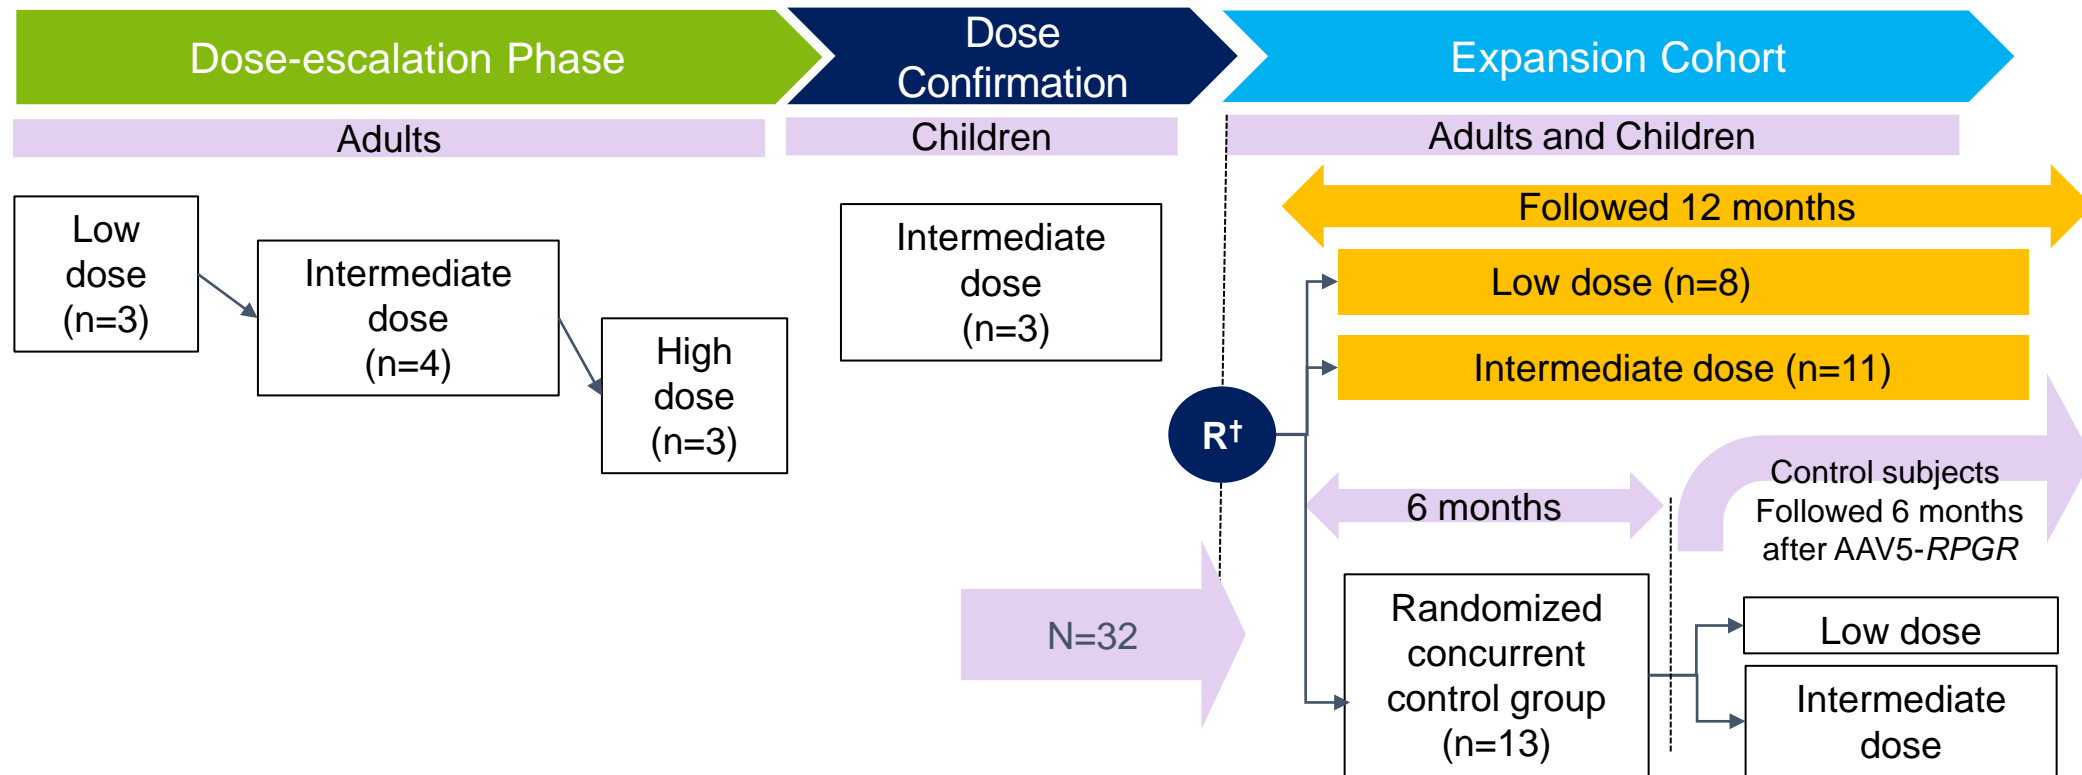 Dose-escalation Phase
Dose
Confirmation
Expansion Cohort
Adults
Children
Adults and Children
Low
dose
(n=3)
Intermediate
dose
(n=4)
High
dose
(n=3)
Intermediate
dose
(n=3)
R†
N=32
Followed 12 months
Low dose (n=8)
Intermediate dose (n=11)
6 months
Control subjects
Followed 6 months
after AAV5-RPGR
Randomized
concurrent
control group
(n=13)
Low dose
Intermediate
dose